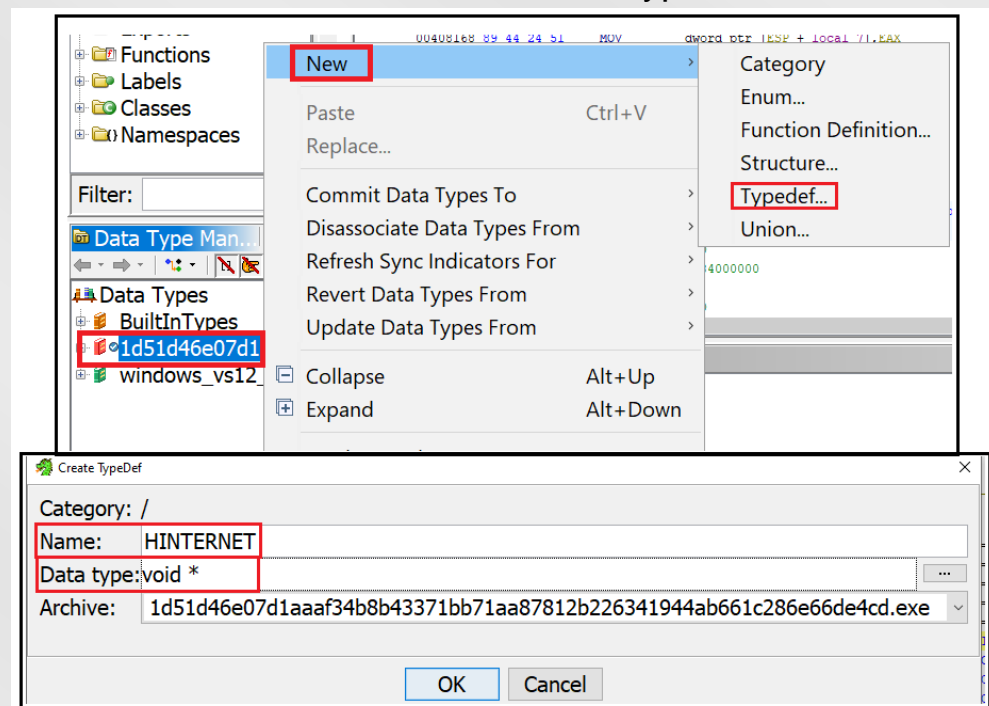 00408168 89 44 24 51 MOV dword ptr [ESP + local_7],EAX
Functions
Labels
Classes
Namespaces
Filter:
Data Type Man...
Data Types
BuiltInTypes
1d51d46e07d1
windows_vs12_
New
Paste Ctrl+V
Replace...
Commit Data Types To
Disassociate Data Types From
Refresh Sync Indicators For
Revert Data Types From
Update Data Types From
Collapse Alt+Up
Expand Alt+Down
Category
Enum...
Function Definition...
Structure...
Typedef...
Union...
4000000
Create TypeDef
Category: /
Name: HINTERNET
Data type: void *
...
Archive: 1d51d46e07d1aaaf34b8b43371bb71aa87812b226341944ab661c286e66de4cd.exe
OK Cancel